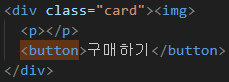 <div class="card"><img>
<p></p>
<button>구매하기</button>
</div>